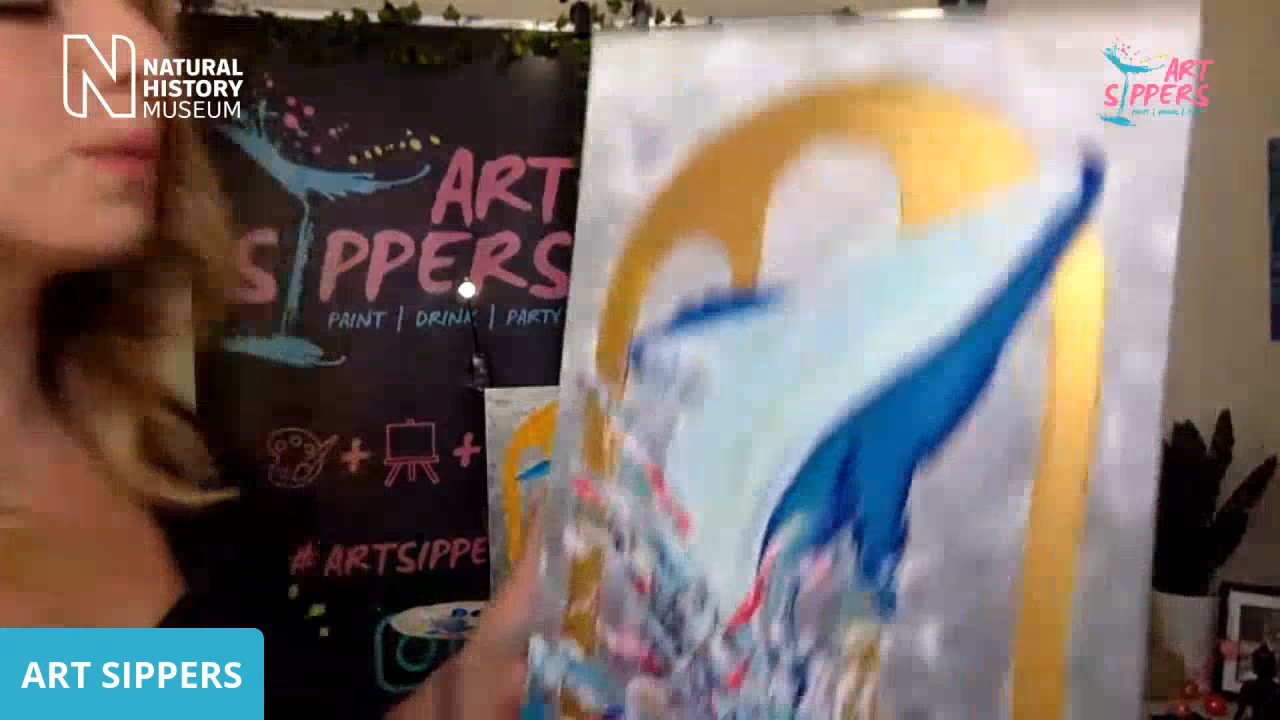 NATURAL
HISTORY
MUSEUM
ART
SIPPERS
ART
SIPPERS
PAINT | DRINK | PARTY
#ARTSIPPE
ART SIPPERS